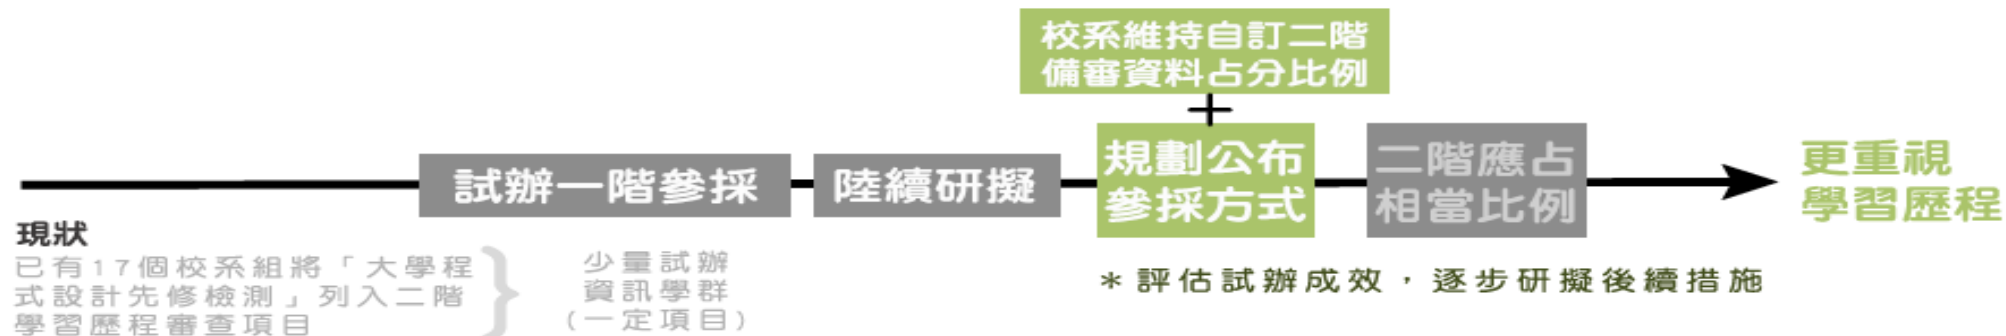 校系維持自訂二階
備審資料占分比例
+
試辦一階參採
陸續研擬
規劃公布
參採方式
二階應占
相當比例
更重視
學習歷程
現狀
已有17個校系組將「大學程
式設計先修檢測」列入二階
學習歷程審查項目
少量試辦
資訊學群
(一定項目)
*評估試辦成效，逐步研擬後續措施